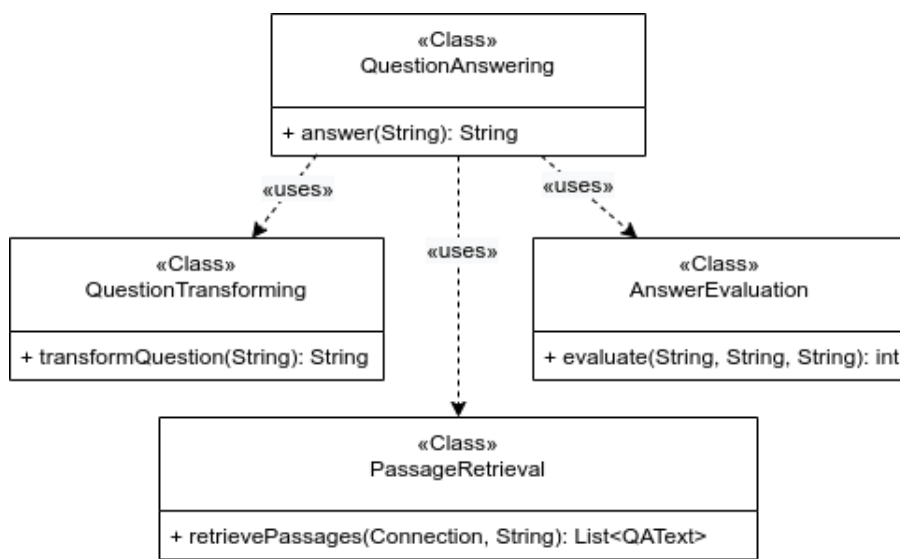 «Class»
QuestionAnswering
+ answer(String): String
«uses»
«uses»
«uses»
«Class»
QuestionTransforming
+ transformQuestion(String): String
«Class»
AnswerEvaluation
+ evaluate(String, String, String): int
«Class»
PassageRetrieval
+ retrievePassages(Connection, String): List<QAText>